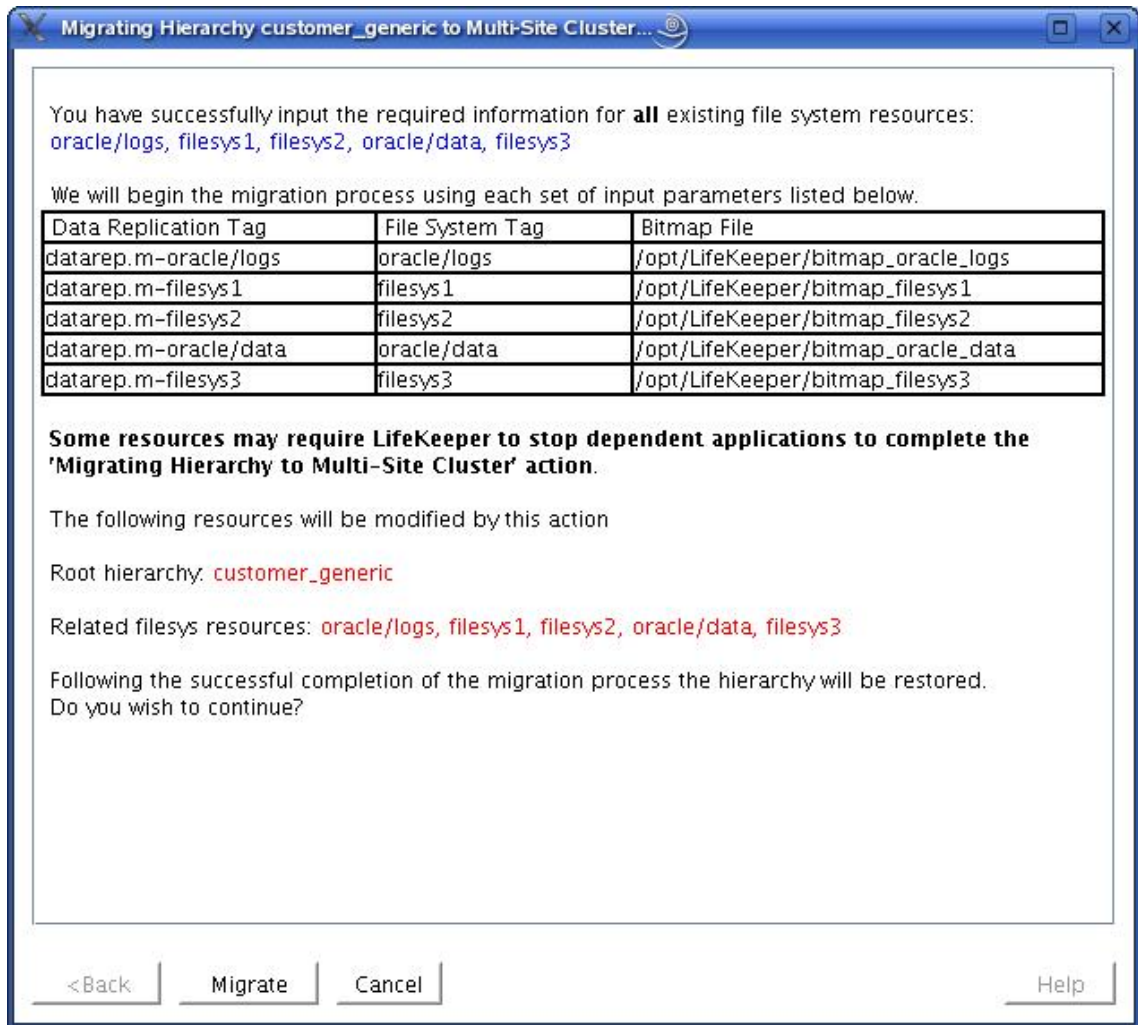 Migrating Hierarchy customer_generic to Multi-Site Cluster...
You have successfully input the required information for all existing file system resources:
oracle/logs, filesys1, filesys2, oracle/data, filesys3
We will begin the migration process using each set of input parameters listed below.
Data Replication Tag File System Tag Bitmap File
datarep.m-oracle/logs oracle/logs /opt/LifeKeeper/bitmap_oracle_logs
datarep.m-filesys1 filesys1 /opt/LifeKeeper/bitmap_filesys1
datarep.m-filesys2 filesys2 /opt/LifeKeeper/bitmap_filesys2
datarep.m-oracle/data oracle/data /opt/LifeKeeper/bitmap_oracle_data
datarep.m-filesys3 filesys3 /opt/LifeKeeper/bitmap_filesys3
Some resources may require LifeKeeper to stop dependent applications to complete the
'Migrating Hierarchy to Multi-Site Cluster' action.
The following resources will be modified by this action
Root hierarchy: customer_generic
Related filesys resources: oracle/logs, filesys1, filesys2, oracle/data, filesys3
Following the successful completion of the migration process the hierarchy will be restored.
Do you wish to continue?
<Back Migrate Cancel Help